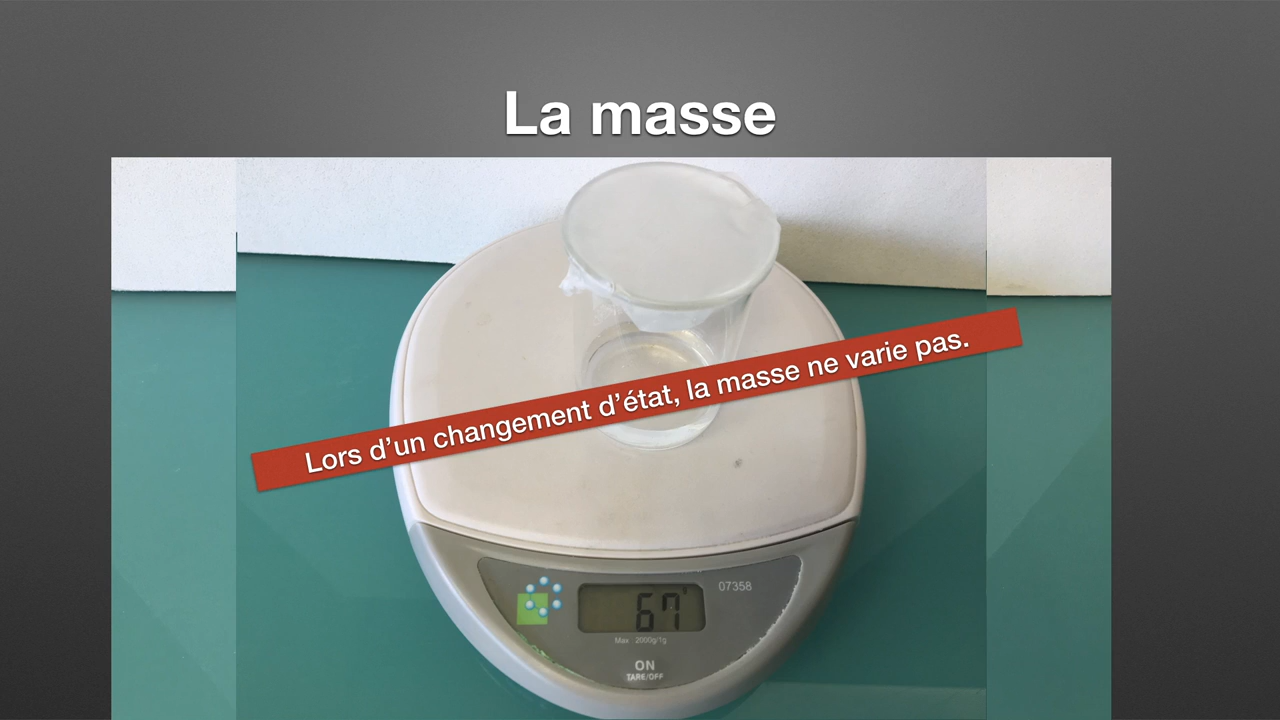 La masse
Lors d’un changement d’état, la masse ne varie pas.
07358
67
Max 2000g/1g
ON
TARE/OFF